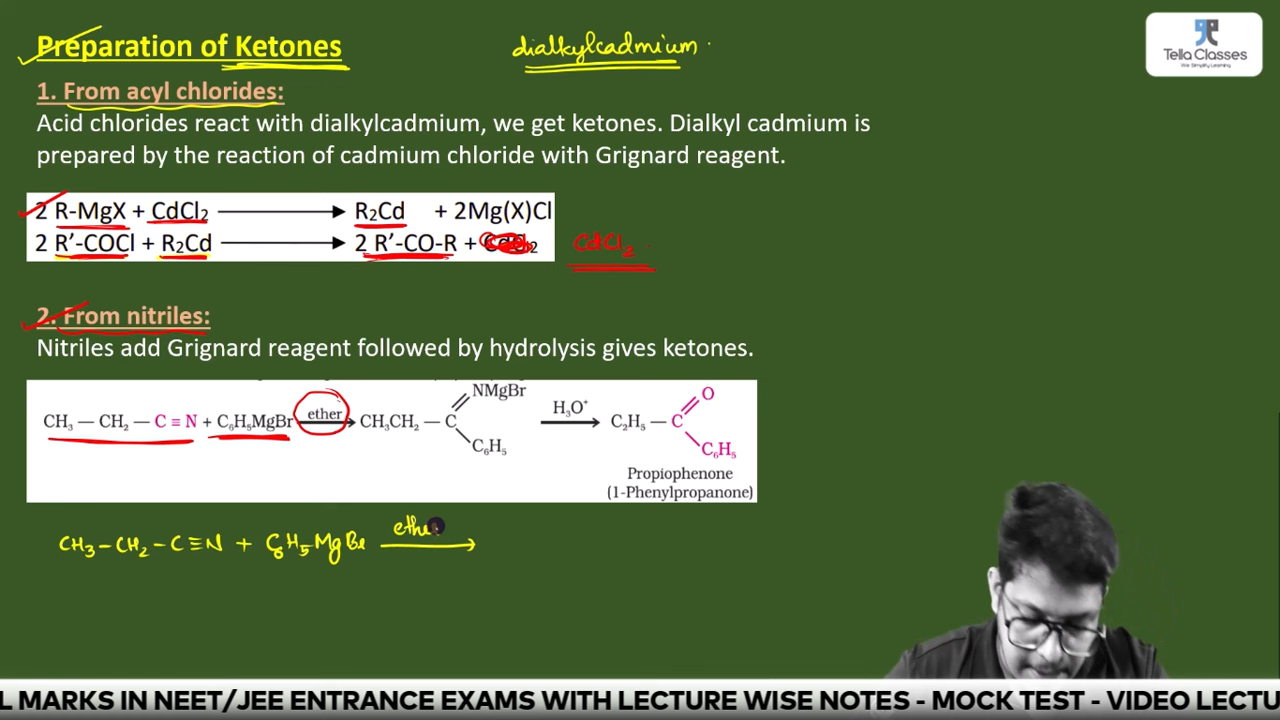 Preparation of Ketones
dialkylcadmium.
Tella Classes
We Simplify Learning
1. From acyl chlorides:
Acid chlorides react with dialkylcadmium, we get ketones. Dialkyl cadmium is
prepared by the reaction of cadmium chloride with Grignard reagent.
2 R-MgX + CdCl₂ ⟶ R₂Cd + 2Mg(X)Cl
2 R’-COCl + R₂Cd ⟶ 2 R’-CO-R + CdCl₂
2. From nitriles:
Nitriles add Grignard reagent followed by hydrolysis gives ketones.
NMgBr
O
CH₃ — CH₂ — C ≡ N + C₆H₅MgBr ether CH₃CH₂ — C H₃O⁺ C₂H₅ — C
C₆H₅
C₆H₅
Propiophenone
(1-Phenylpropanone)
CH₃–CH₂–C≡N + C₆H₅MgBr ethe
L MARKS IN NEET/JEE ENTRANCE EXAMS WITH LECTURE WISE NOTES - MOCK TEST - VIDEO LECTU